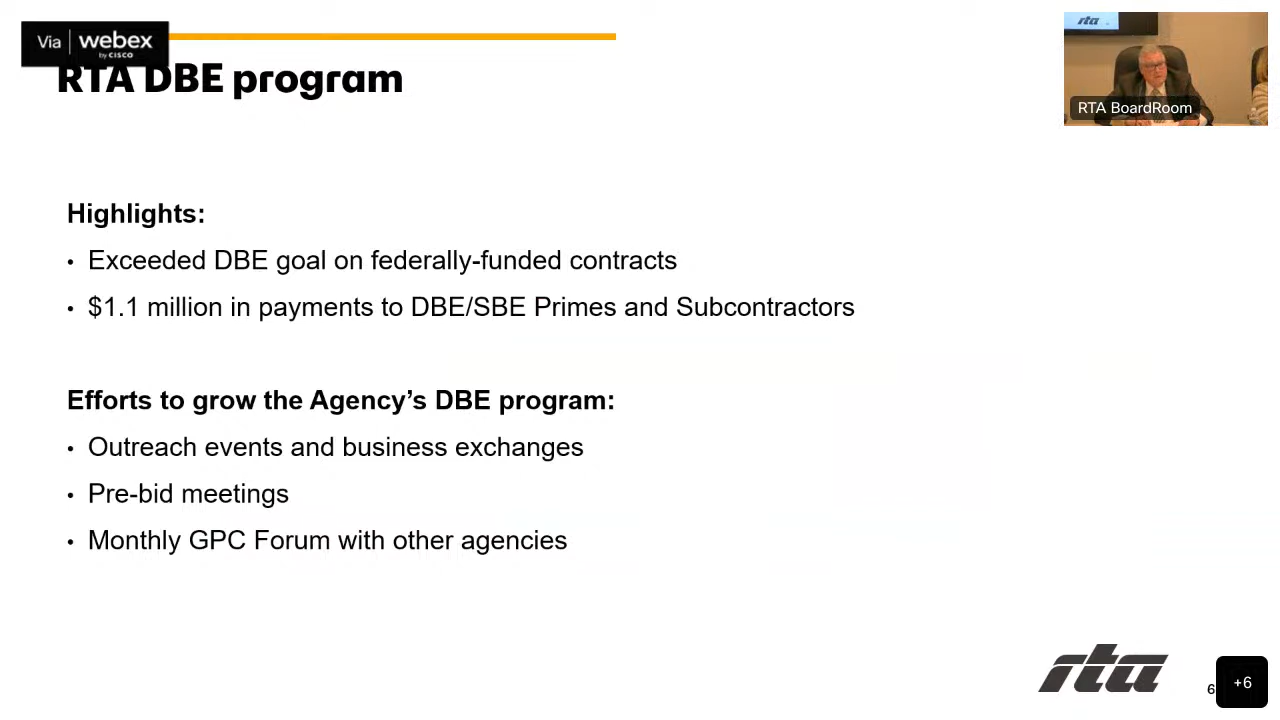 Via webex
by CISCO
RTA DBE program
rta
RTA BoardRoom
Highlights:
• Exceeded DBE goal on federally-funded contracts
• $1.1 million in payments to DBE/SBE Primes and Subcontractors
Efforts to grow the Agency’s DBE program:
• Outreach events and business exchanges
• Pre-bid meetings
• Monthly GPC Forum with other agencies
rta
6
+6